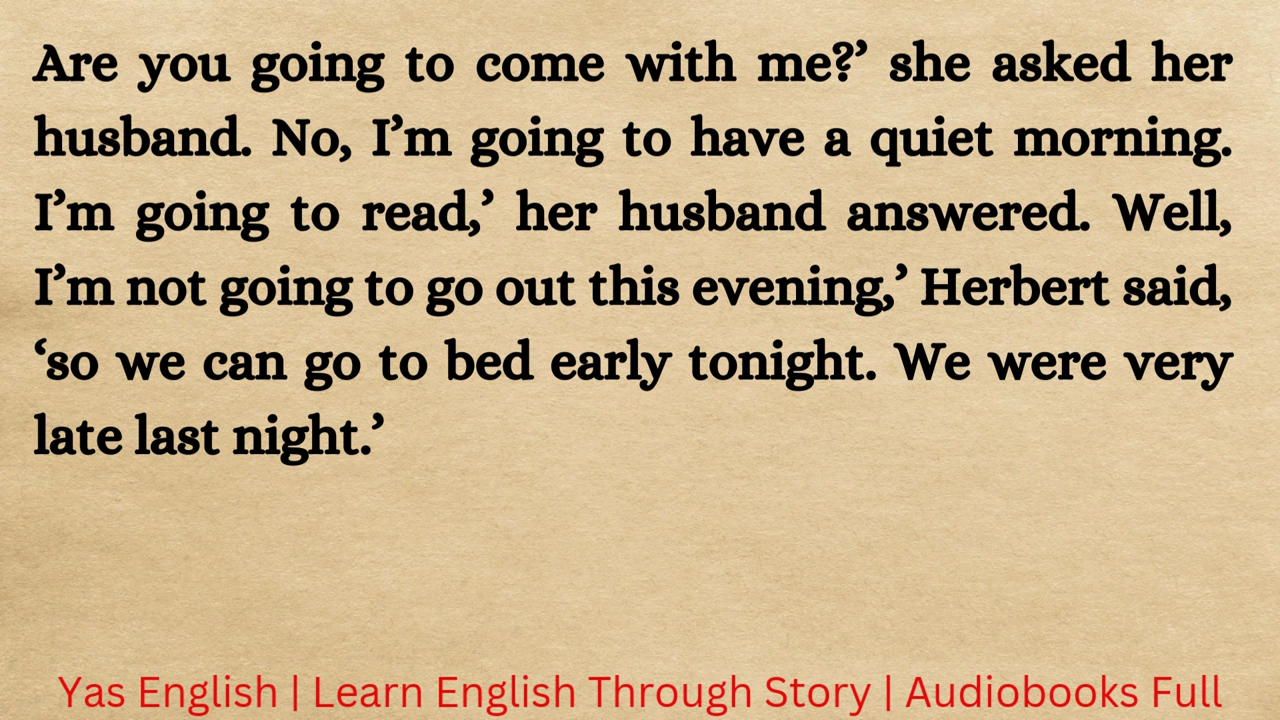 Are you going to come with me?’ she asked her
husband. No, I’m going to have a quiet morning.
I’m going to read,’ her husband answered. Well,
I’m not going to go out this evening,’ Herbert said,
‘so we can go to bed early tonight. We were very
late last night.’
Yas English | Learn English Through Story | Audiobooks Full